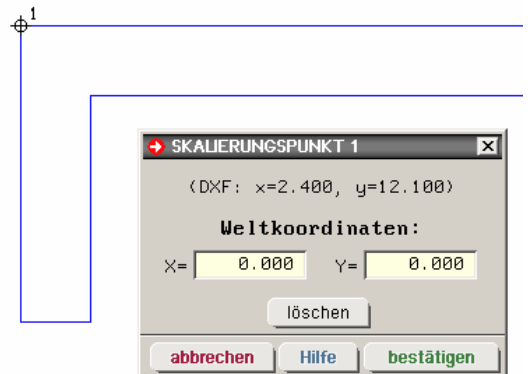 1
SKALIERUNGSPUNKT 1
(DXF: x=2.400, y=12.100)
Weltkoordinaten:
X= 0.000 Y= 0.000
löschen
abbrechen Hilfe bestätigen